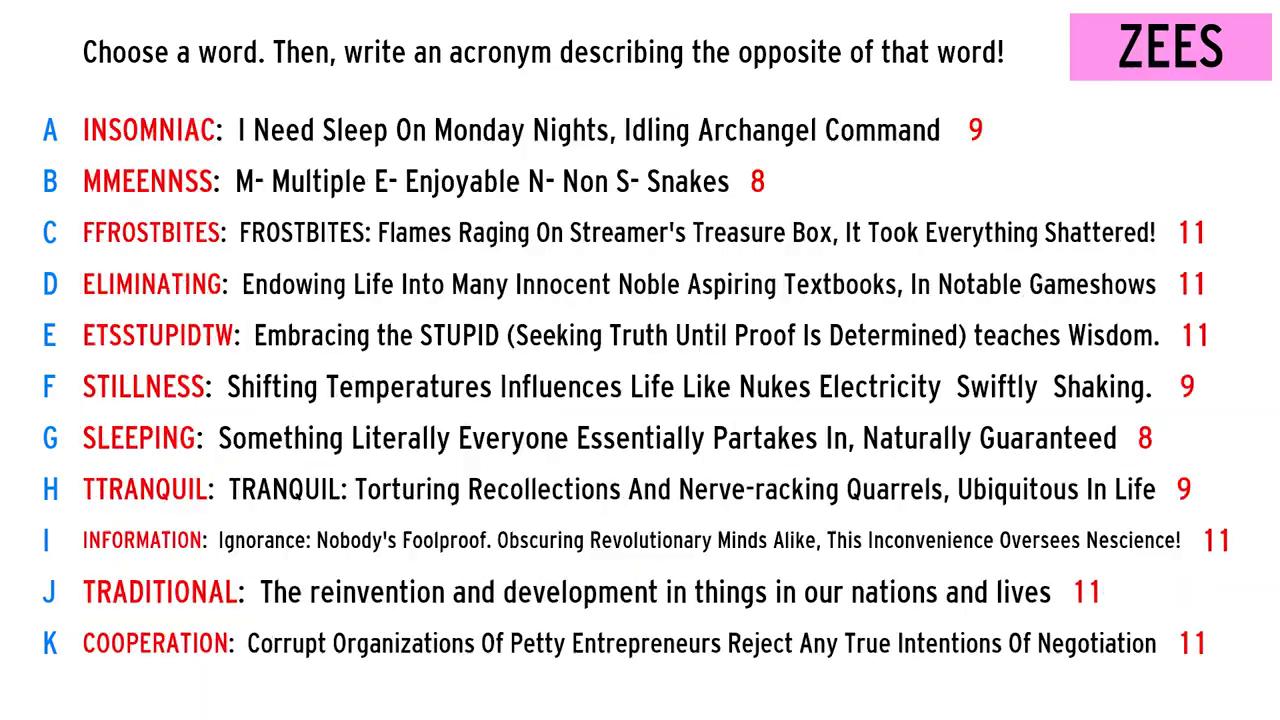 Choose a word. Then, write an acronym describing the opposite of that word!
ZEES
A INSOMNIAC: I Need Sleep On Monday Nights, Idling Archangel Command 9
B MMEENNSS: M- Multiple E- Enjoyable N- Non S- Snakes 8
C FFROSTBITES: FROSTBITES: Flames Raging On Streamer's Treasure Box, It Took Everything Shattered! 11
D ELIMINATING: Endowing Life Into Many Innocent Noble Aspiring Textbooks, In Notable Gameshows 11
E ETSSTUPIDTW: Embracing the STUPID (Seeking Truth Until Proof Is Determined) teaches Wisdom. 11
F STILLNESS: Shifting Temperatures Influences Life Like Nukes Electricity Swiftly Shaking. 9
G SLEEPING: Something Literally Everyone Essentially Partakes In, Naturally Guaranteed 8
H TTRANQUIL: TRANQUIL: Torturing Recollections And Nerve-racking Quarrels, Ubiquitous In Life 9
I INFORMATION: Ignorance: Nobody's Foolproof. Obscuring Revolutionary Minds Alike, This Inconvenience Oversees Nescience! 11
J TRADITIONAL: The reinvention and development in things in our nations and lives 11
K COOPERATION: Corrupt Organizations Of Petty Entrepreneurs Reject Any True Intentions Of Negotiation 11